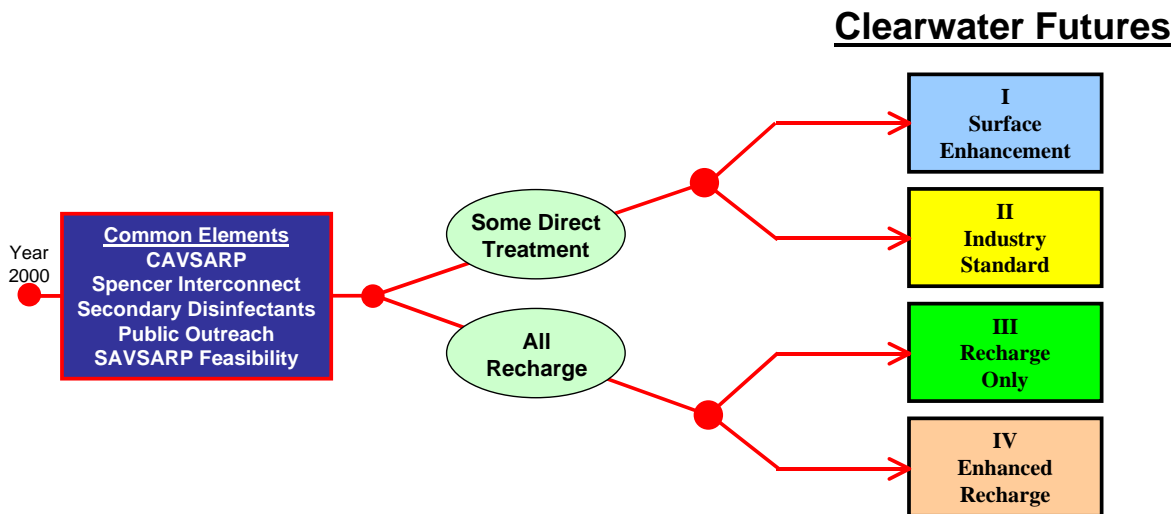 Clearwater Futures
Year
2000
Common Elements
CAVSARP
Spencer Interconnect
Secondary Disinfectants
Public Outreach
SAVSARP Feasibility
Some Direct
Treatment
All
Recharge
I
Surface
Enhancement
II
Industry
Standard
III
Recharge
Only
IV
Enhanced
Recharge